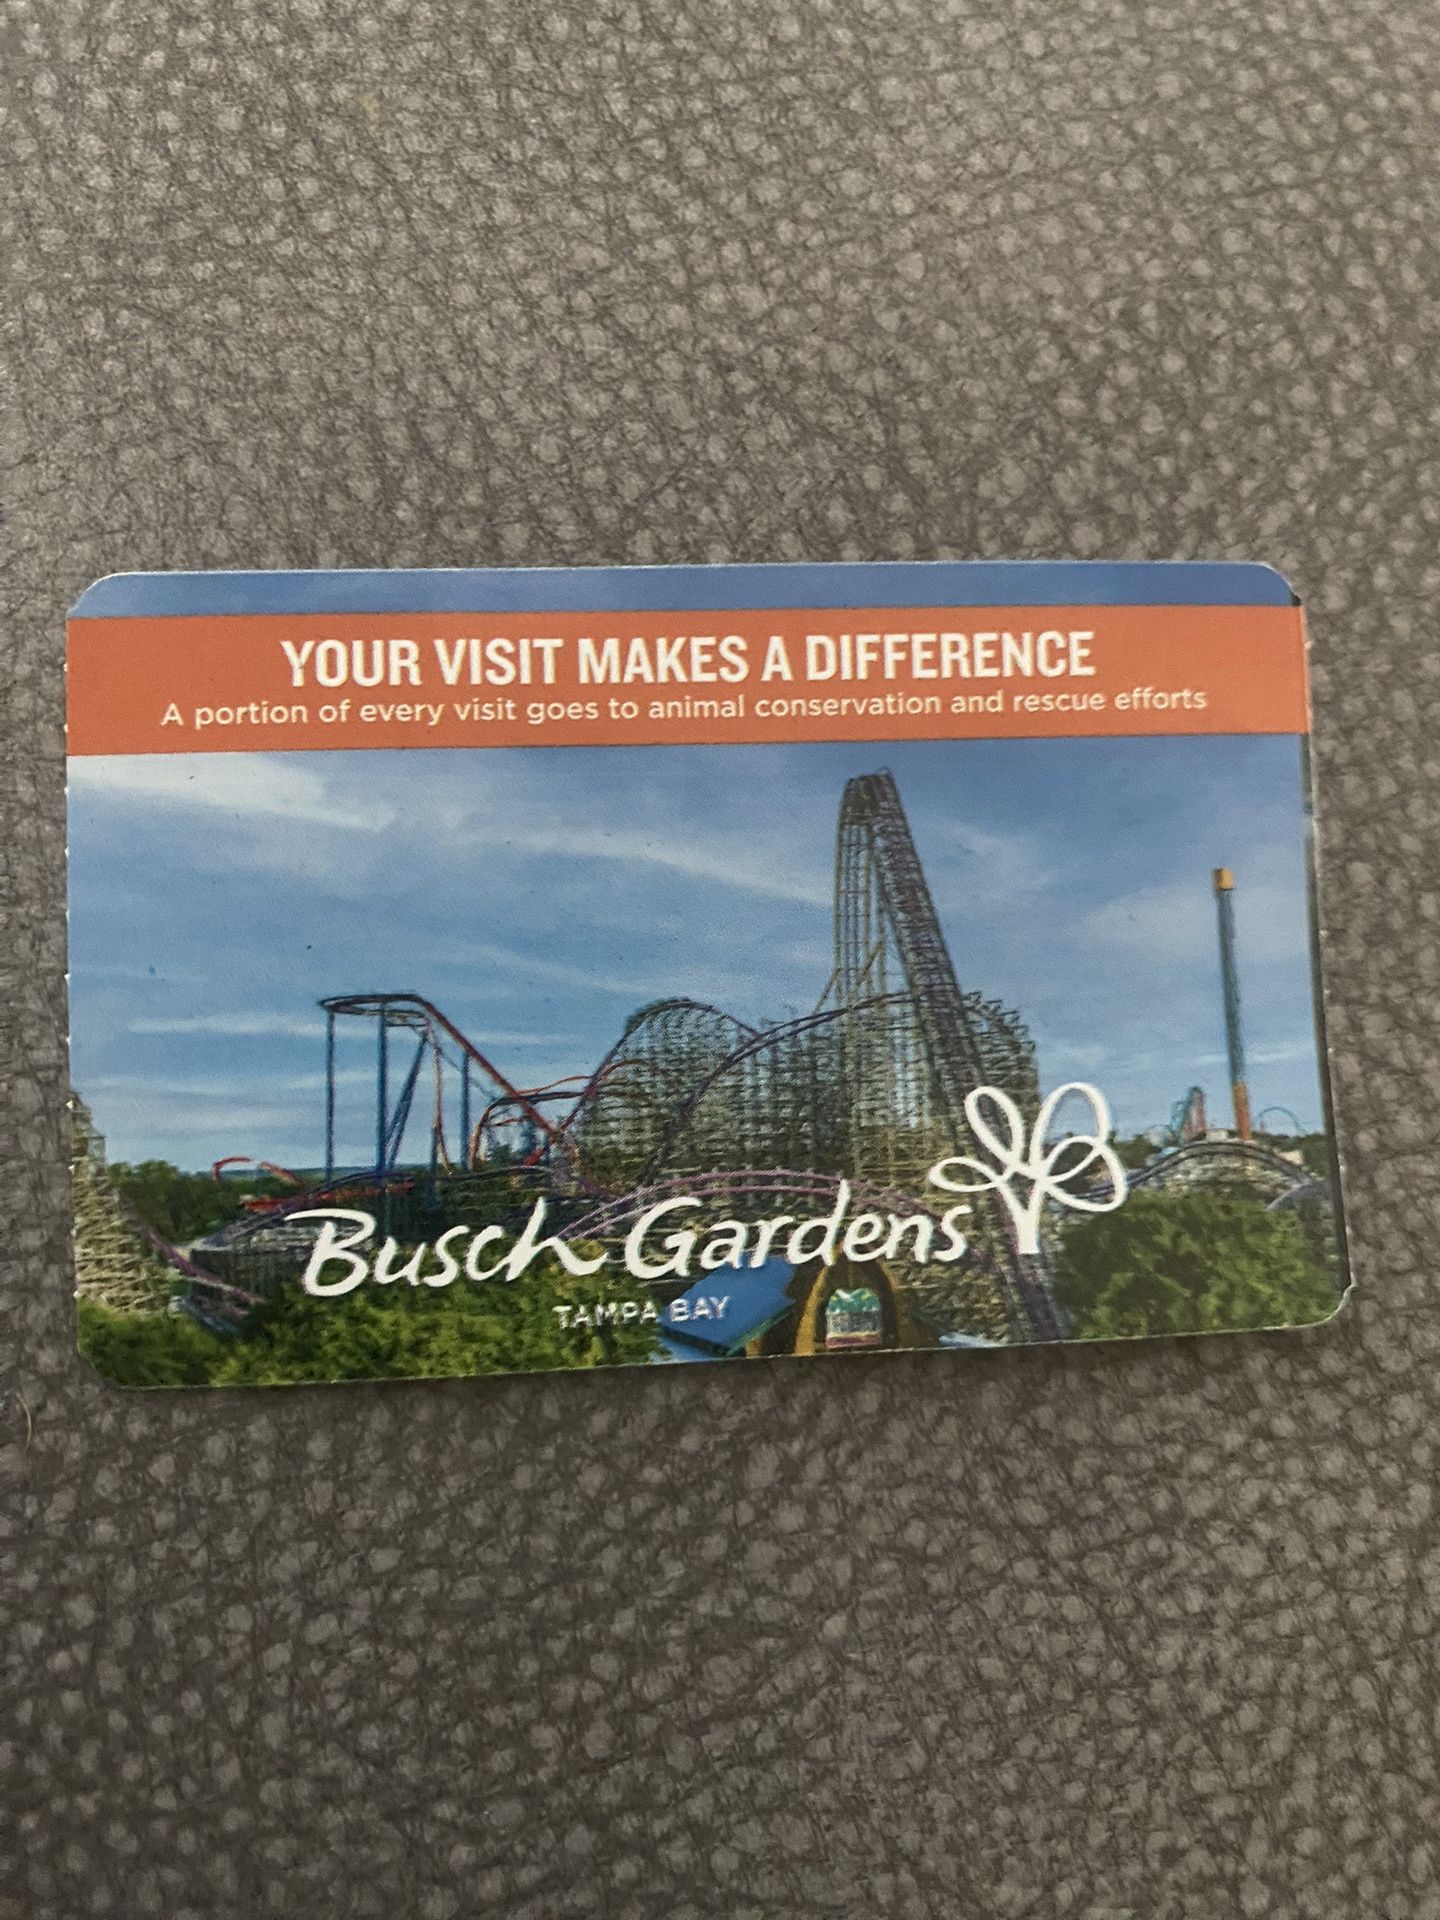 YOUR VISIT MAKES A DIFFERENCE
A portion of every visit goes to animal conservation and rescue efforts
Busch Gardens
TAMPA BAY